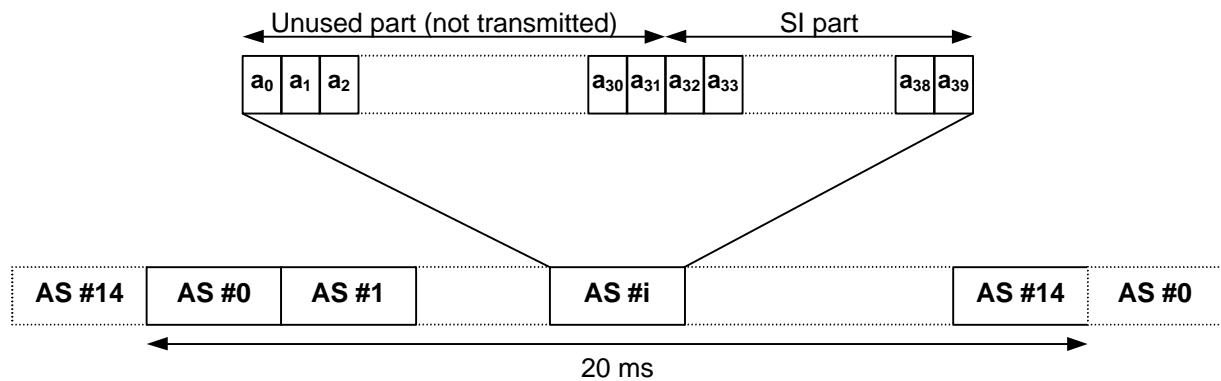 Unused part (not transmitted) SI part
a₀ a₁ a₂ a₃₀ a₃₁ a₃₂ a₃₃ a₃₈ a₃₉
AS #14 AS #0 AS #1 AS #i AS #14 AS #0
20 ms